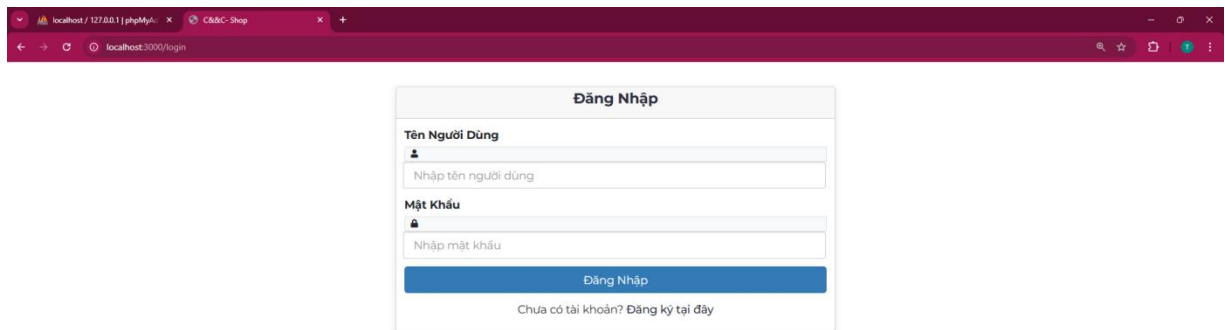 localhost / 127.0.0.1 | phpMyAd
C&&C- Shop
localhost:3000/login
T
Đăng Nhập
Tên Người Dùng
Nhập tên người dùng
Mật Khẩu
Nhập mật khẩu
Đăng Nhập
Chưa có tài khoản? Đăng ký tại đây